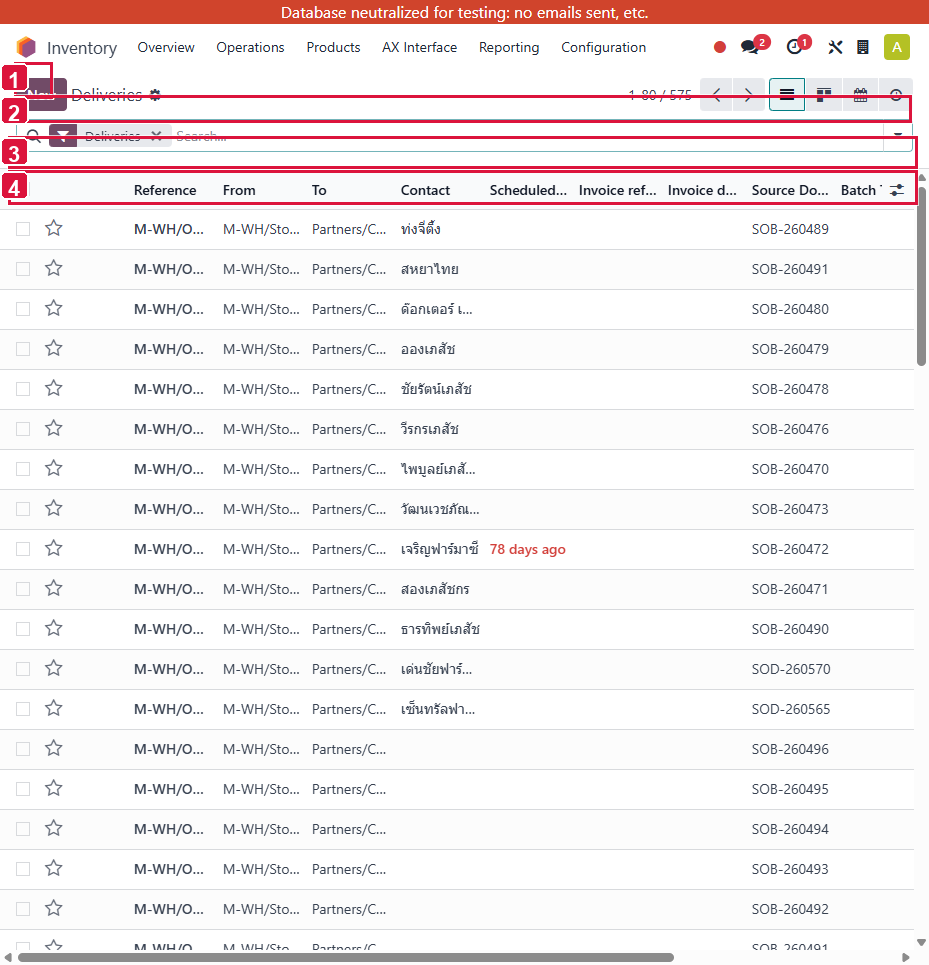 Database neutralized for testing: no emails sent, etc.
Inventory Overview Operations Products AX Interface Reporting Configuration 2 1 A
1 New Deliveries 1-80 / 575
2
Deliveries Search...
3
4 Reference From To Contact Scheduled... Invoice ref... Invoice d... Source Do... Batch
M-WH/O... M-WH/Sto... Partners/C... ท่งจี่ตึ้ง SOB-260489
M-WH/O... M-WH/Sto... Partners/C... สหยาไทย SOB-260491
M-WH/O... M-WH/Sto... Partners/C... ด๊อกเตอร์ เ... SOB-260480
M-WH/O... M-WH/Sto... Partners/C... อองเภสัช SOB-260479
M-WH/O... M-WH/Sto... Partners/C... ชัยรัตน์เภสัช SOB-260478
M-WH/O... M-WH/Sto... Partners/C... วีรกรเภสัช SOB-260476
M-WH/O... M-WH/Sto... Partners/C... ไพบูลย์เภสั... SOB-260470
M-WH/O... M-WH/Sto... Partners/C... วัฒนเวชภัณ... SOB-260473
M-WH/O... M-WH/Sto... Partners/C... เจริญฟาร์มาซี 78 days ago SOB-260472
M-WH/O... M-WH/Sto... Partners/C... สองเภสัชกร SOB-260471
M-WH/O... M-WH/Sto... Partners/C... ธารทิพย์เภสัช SOB-260490
M-WH/O... M-WH/Sto... Partners/C... เด่นชัยฟาร์... SOD-260570
M-WH/O... M-WH/Sto... Partners/C... เซ็นทรัลฟา... SOD-260565
M-WH/O... M-WH/Sto... Partners/C... SOB-260496
M-WH/O... M-WH/Sto... Partners/C... SOB-260495
M-WH/O... M-WH/Sto... Partners/C... SOB-260494
M-WH/O... M-WH/Sto... Partners/C... SOB-260493
M-WH/O... M-WH/Sto... Partners/C... SOB-260492
M-WH/O... M-WH/Sto... Partners/C... SOB-260491